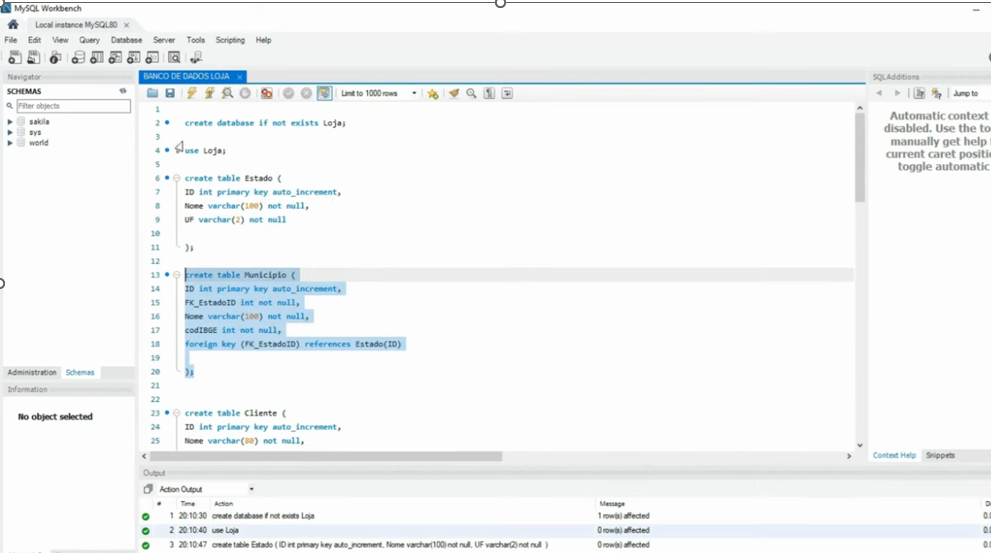 MySQL Workbench
Local instance MySQL80 ×
File Edit View Query Database Server Tools Scripting Help
Navigator
SCHEMAS
Filter objects
sakila
sys
world
Administration Schemas
Information
No object selected
BANCO DE DADOS LOJA ×
Limit to 1000 rows
1
2 create database if not exists Loja;
3
4 use Loja;
5
6 create table Estado (
7 ID int primary key auto_increment,
8 Nome varchar(100) not null,
9 UF varchar(2) not null
10
11 );
12
13 create table Municipio (
14 ID int primary key auto_increment,
15 FK_EstadoID int not null,
16 Nome varchar(100) not null,
17 codIBGE int not null,
18 foreign key (FK_EstadoID) references Estado(ID)
19
20 );
21
22
23 create table Cliente (
24 ID int primary key auto_increment,
25 Nome varchar(80) not null,
SQLAdditions
Jump to
Automatic context
disabled. Use the to
manually get help f
current caret positio
toggle automatic
Context Help Snippets
Output
Action Output
# Time Action Message D
1 20:10:30 create database if not exists Loja 1 row(s) affected 0.0
2 20:10:40 use Loja 0 row(s) affected 0.0
3 20:10:47 create table Estado ( ID int primary key auto_increment, Nome varchar(100) not null, UF varchar(2) not null ) 0 row(s) affected 0.0